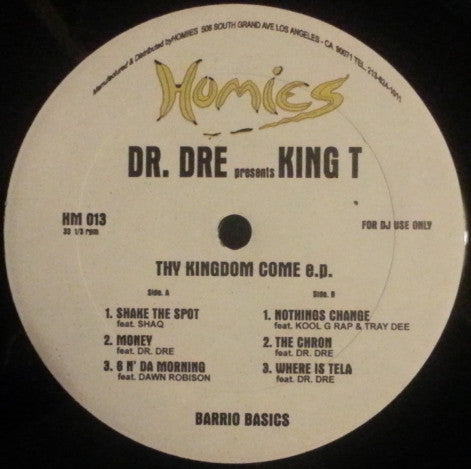 Manufactured & Distributed by HOMIES 506 SOUTH GRAND AVE LOS ANGELES - CA 90071 TEL. 213-624-1011
Homies
DR. DRE presents KING T
HM 013
33 1/3 rpm
FOR DJ USE ONLY
THY KINGDOM COME e.p.
Side. A
1. SHAKE THE SPOT
feat. SHAQ
2. MONEY
feat. DR. DRE
3. 6 N' DA MORNING
feat. DAWN ROBISON
Side. B
1. NOTHINGS CHANGE
feat. KOOL G RAP & TRAY DEE
2. THE CHRON
feat. DR. DRE
3. WHERE IS TELA
feat. DR. DRE
BARRIO BASICS